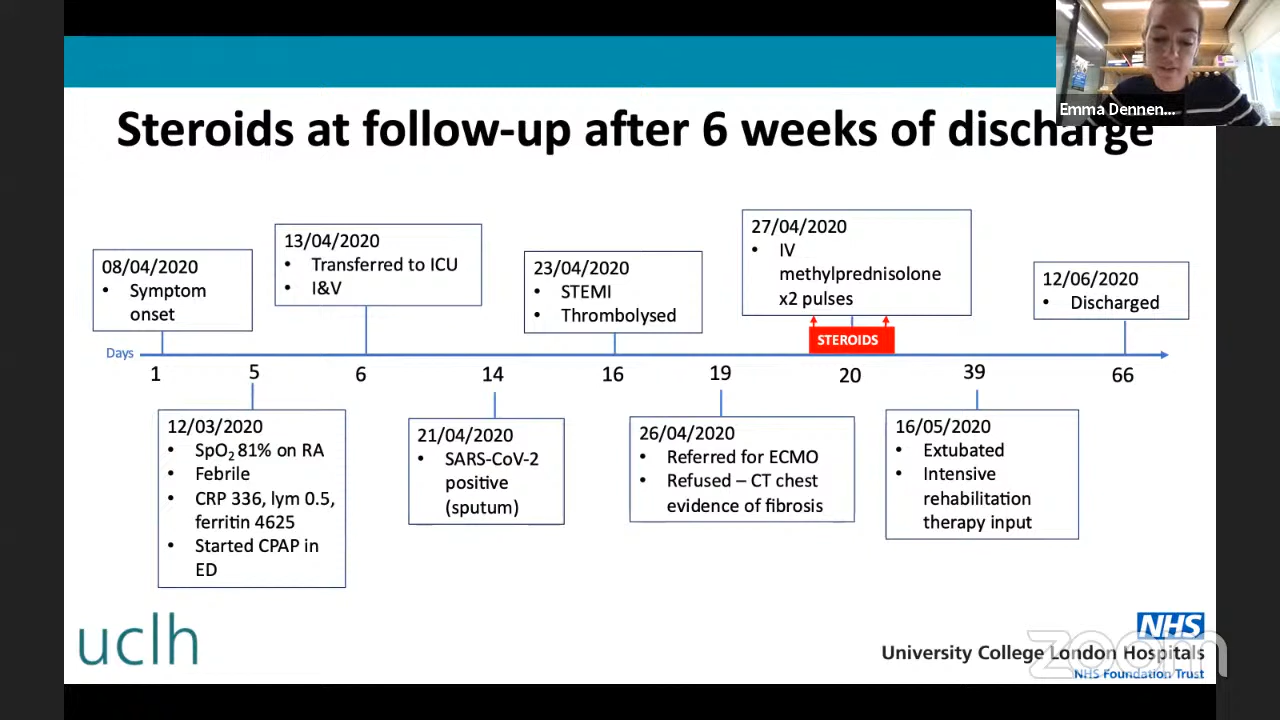 Emma Dennen...
Steroids at follow-up after 6 weeks of discharge
08/04/2020
• Symptom
onset
13/04/2020
• Transferred to ICU
• I&V
23/04/2020
• STEMI
• Thrombolysed
27/04/2020
• IV
methylprednisolone
x2 pulses
12/06/2020
• Discharged
STEROIDS
Days
1 5 6 14 16 19 20 39 66
12/03/2020
• SpO₂ 81% on RA
• Febrile
• CRP 336, lym 0.5,
ferritin 4625
• Started CPAP in
ED
21/04/2020
• SARS-CoV-2
positive
(sputum)
26/04/2020
• Referred for ECMO
• Refused – CT chest
evidence of fibrosis
16/05/2020
• Extubated
• Intensive
rehabilitation
therapy input
uclh
NHS
University College London Hospitals
NHS Foundation Trust
zoom